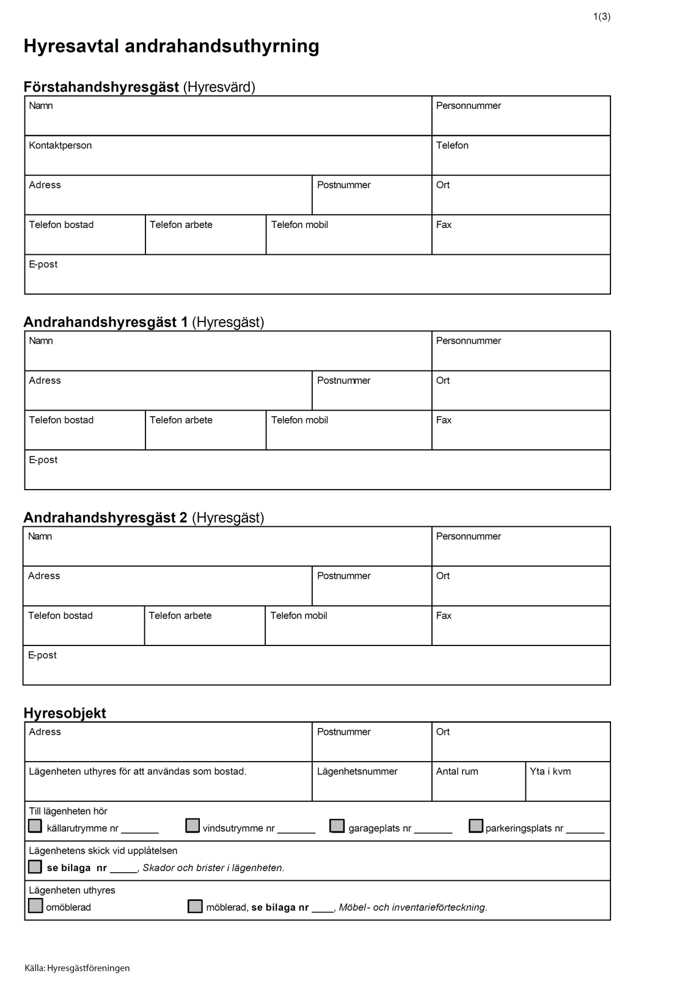 1(3)
Hyresavtal andrahandsuthyrning
Förstahandshyresgäst (Hyresvärd)
Namn Personnummer
Kontaktperson Telefon
Adress Postnummer Ort
Telefon bostad Telefon arbete Telefon mobil Fax
E-post
Andrahandshyresgäst 1 (Hyresgäst)
Namn Personnummer
Adress Postnummer Ort
Telefon bostad Telefon arbete Telefon mobil Fax
E-post
Andrahandshyresgäst 2 (Hyresgäst)
Namn Personnummer
Adress Postnummer Ort
Telefon bostad Telefon arbete Telefon mobil Fax
E-post
Hyresobjekt
Adress Postnummer Ort
Lägenheten uthyres för att användas som bostad. Lägenhetsnummer Antal rum Yta i kvm
Till lägenheten hör
källarutrymme nr _______ vindsutrymme nr _______ garageplats nr _______ parkeringsplats nr _______
Lägenhetens skick vid upplåtelsen
se bilaga nr _____, Skador och brister i lägenheten.
Lägenheten uthyres
omöblerad möblerad, se bilaga nr ____, Möbel- och inventarieförteckning.
Källa: Hyresgästföreningen